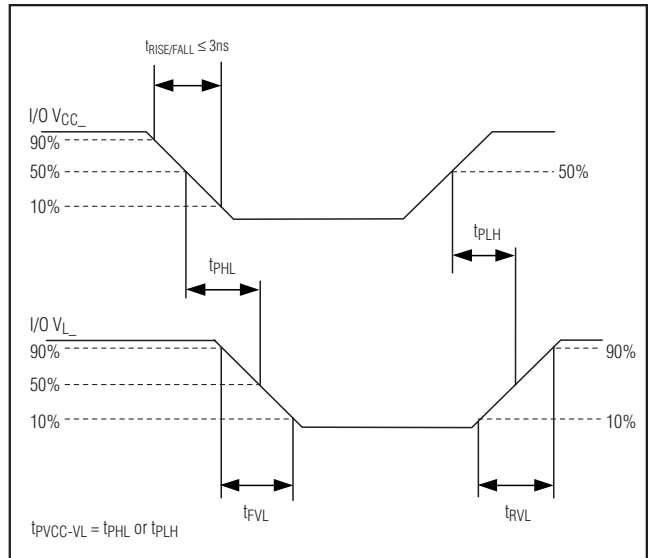 tRISE/FALL ≤ 3ns
I/O VCC_
90%
50%
50%
10%
tPHL
tPLH
I/O VL_
90%
90%
50%
10%
10%
tFVL
tRVL
tPVCC-VL = tPHL or tPLH